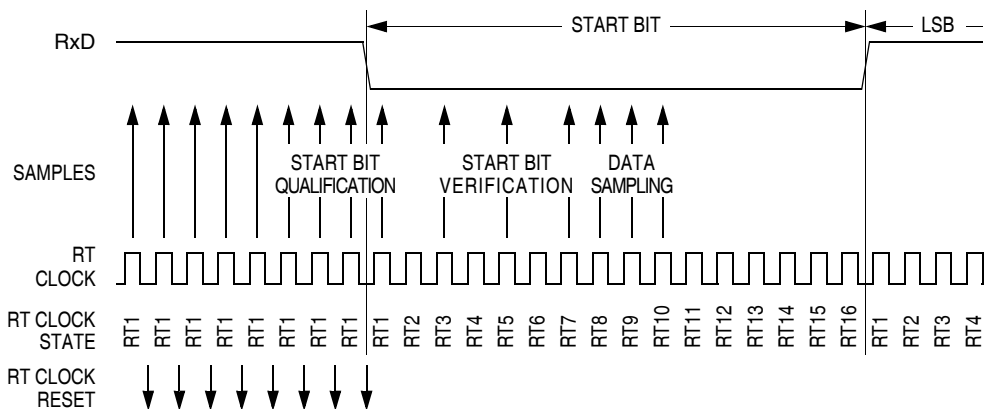 START BIT
LSB
RxD
SAMPLES
START BIT
QUALIFICATION
START BIT
VERIFICATION
DATA
SAMPLING
RT
CLOCK
RT CLOCK
STATE
RT1 RT1 RT1 RT1 RT1 RT1 RT1 RT1 RT1 RT2 RT3 RT4 RT5 RT6 RT7 RT8 RT9 RT10 RT11 RT12 RT13 RT14 RT15 RT16 RT1 RT2 RT3 RT4
RT CLOCK
RESET